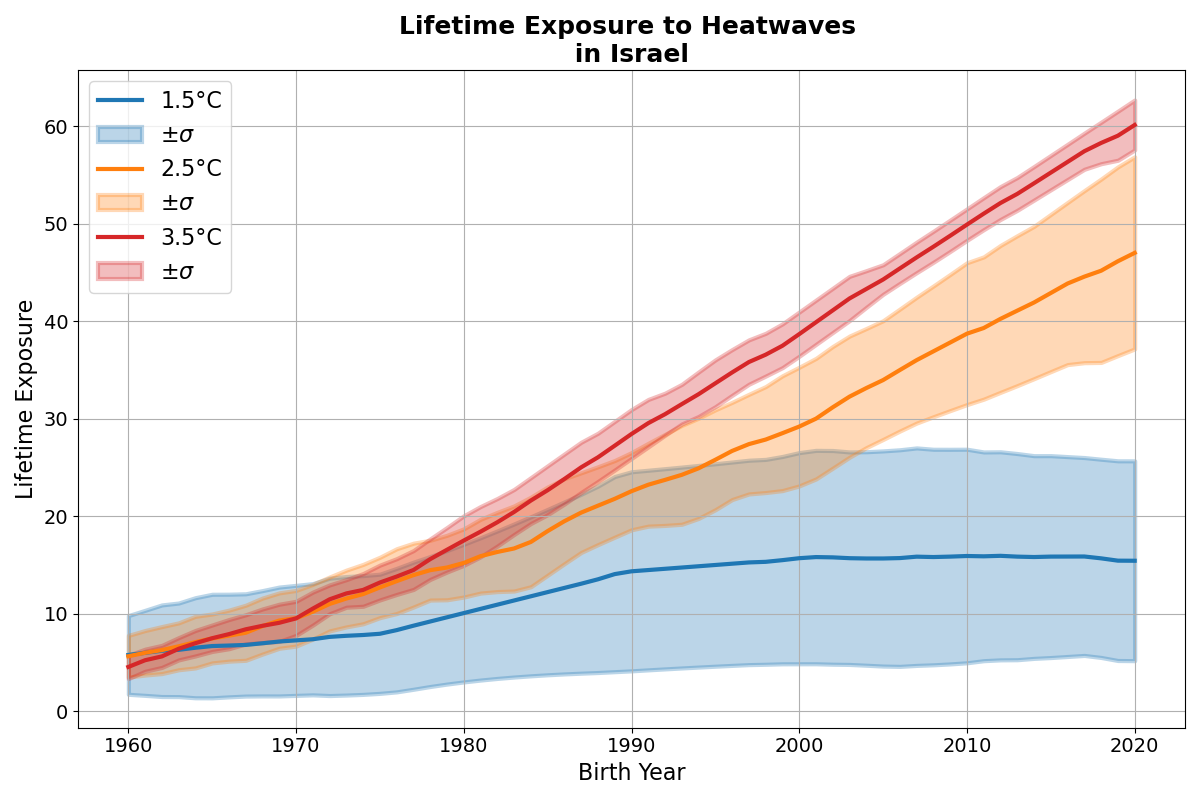 Lifetime Exposure to Heatwaves
in Israel
1.5°C
±σ
2.5°C
±σ
3.5°C
±σ
Lifetime Exposure
60
50
40
30
20
10
0
1960
1970
1980
1990
2000
2010
2020
Birth Year